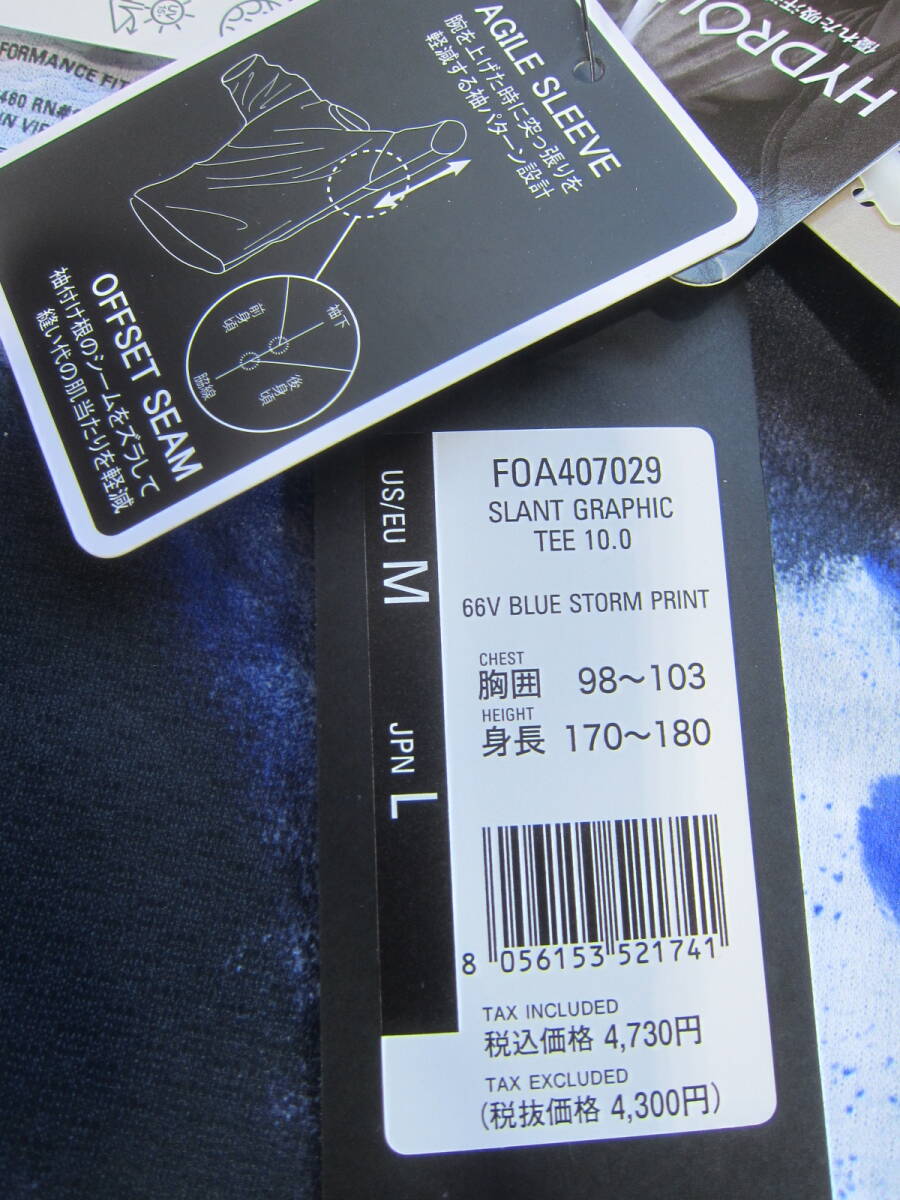 FORMANCE FIT
AGILE SLEEVE
腕を上げた時に突っ張りを
軽減する袖パターン設計
袖下
前身頃
後身頃
脇線
OFFSET SEAM
袖付け根のシームをズラして
縫い代の肌当たりを軽減
US/EU M
JPN L
FOA407029
SLANT GRAPHIC
TEE 10.0
66V BLUE STORM PRINT
CHEST
胸囲 98～103
HEIGHT
身長 170～180
8 056153 521741
TAX INCLUDED
税込価格 4,730円
TAX EXCLUDED
(税抜価格 4,300円)